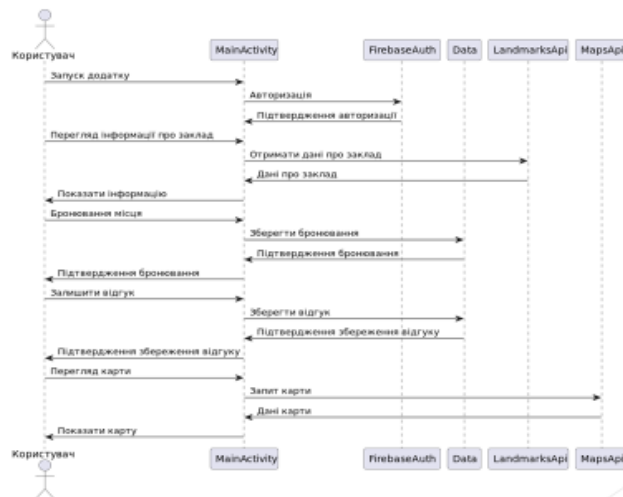 Користувач
MainActivity
FirebaseAuth
Data
LandmarksApi
MapsApi
Запуск додатку
Авторизація
Підтвердження авторизації
Перегляд інформації про заклад
Отримати дані про заклад
Дані про заклад
Показати інформацію
Бронювання місця
Зберегти бронювання
Підтвердження бронювання
Підтвердження бронювання
Залишити відгук
Зберегти відгук
Підтвердження збереження відгуку
Підтвердження збереження відгуку
Перегляд карти
Запит карти
Дані карти
Показати карту
Користувач
MainActivity
FirebaseAuth
Data
LandmarksApi
MapsApi